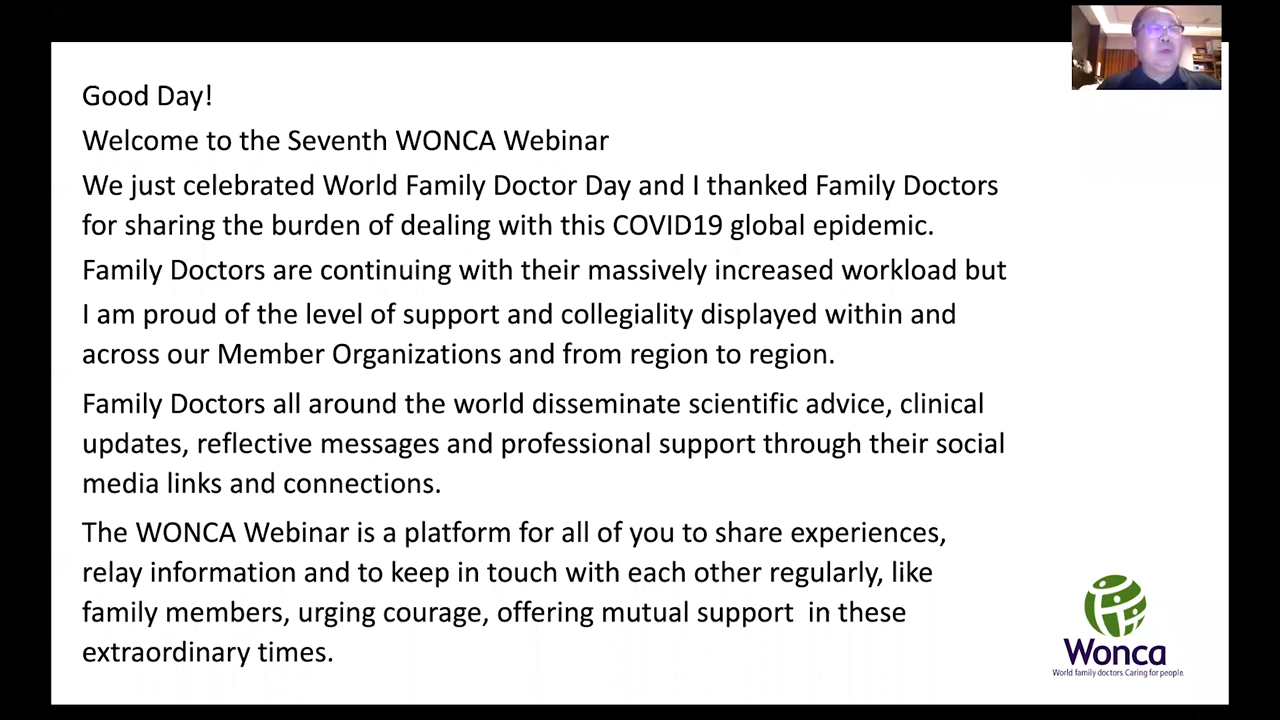 Good Day!
Welcome to the Seventh WONCA Webinar
We just celebrated World Family Doctor Day and I thanked Family Doctors
for sharing the burden of dealing with this COVID19 global epidemic.
Family Doctors are continuing with their massively increased workload but
I am proud of the level of support and collegiality displayed within and
across our Member Organizations and from region to region.
Family Doctors all around the world disseminate scientific advice, clinical
updates, reflective messages and professional support through their social
media links and connections.
The WONCA Webinar is a platform for all of you to share experiences,
relay information and to keep in touch with each other regularly, like
family members, urging courage, offering mutual support  in these
extraordinary times.
Wonca
World family doctors. Caring for people.